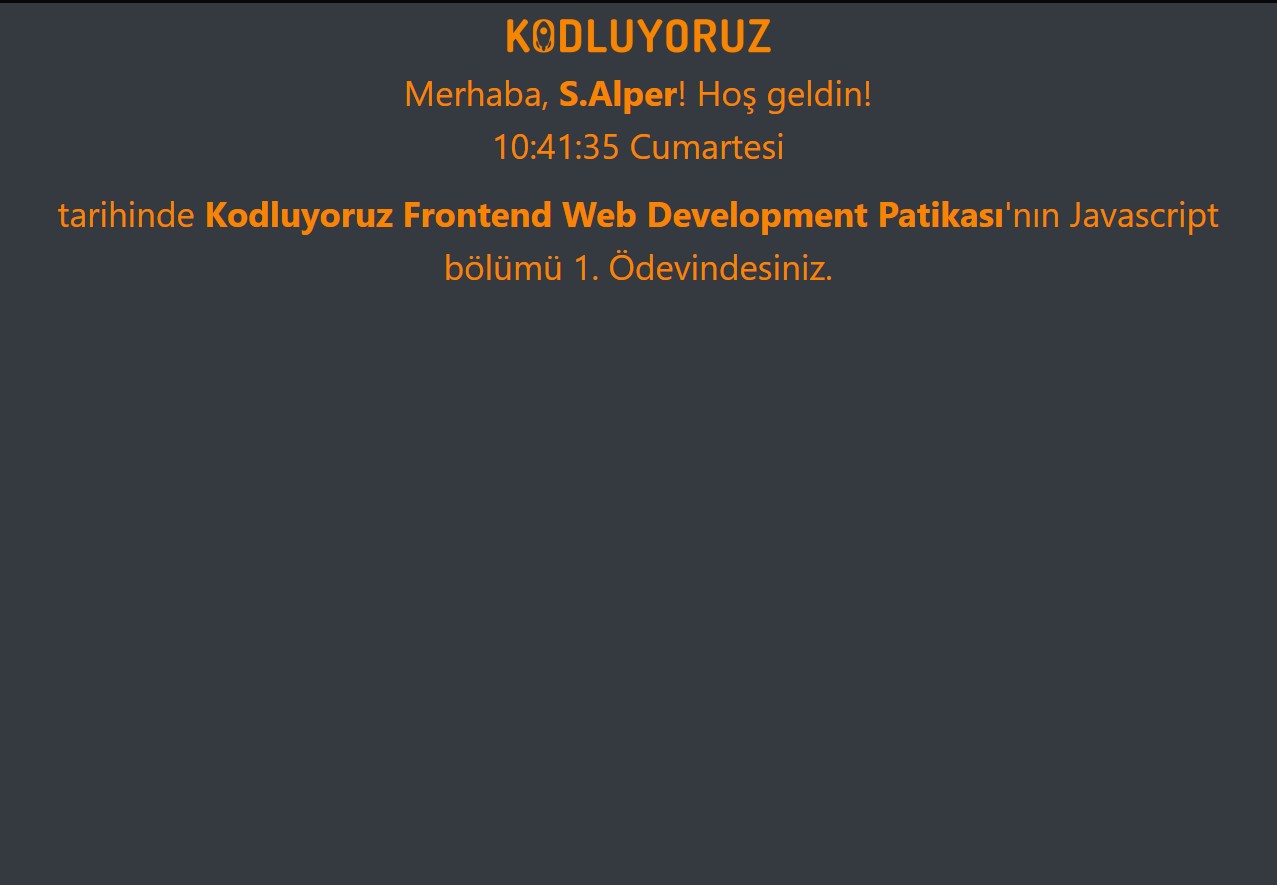 KODLUYORUZ
Merhaba, S.Alper! Hoş geldin!
10:41:35 Cumartesi
tarihinde Kodluyoruz Frontend Web Development Patikası'nın Javascript
bölümü 1. Ödevindesiniz.